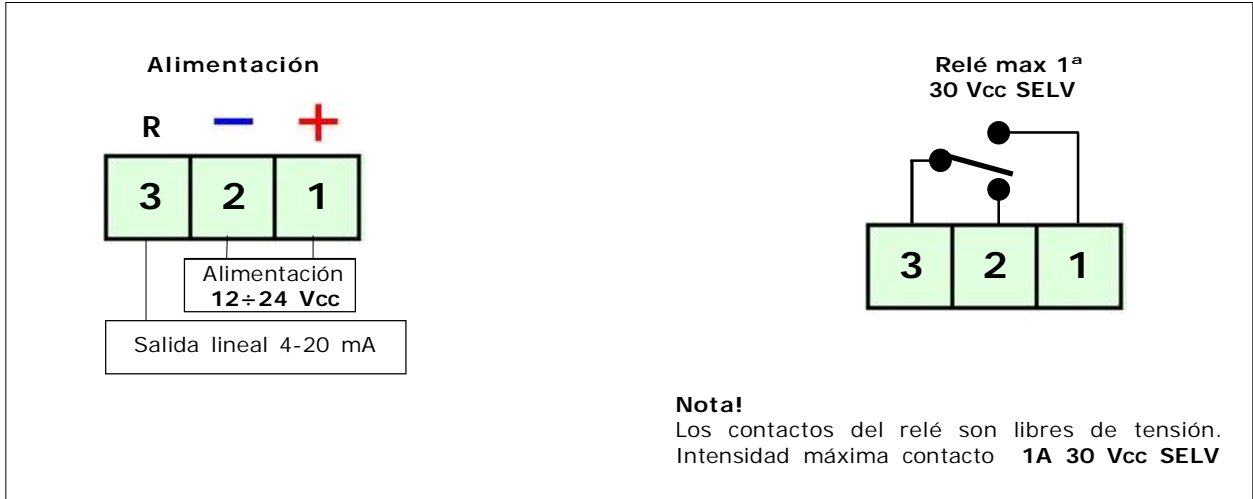 Alimentación
R − +
3 2 1
Alimentación
12÷24 Vcc
Salida lineal 4-20 mA
Relé max 1ª
30 Vcc SELV
3 2 1
Nota!
Los contactos del relé son libres de tensión.
Intensidad máxima contacto 1A 30 Vcc SELV